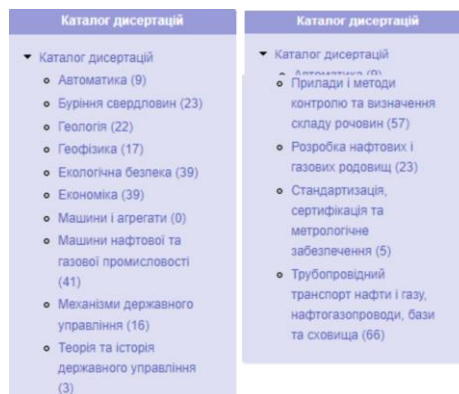 Каталог дисертацій
Каталог дисертацій
Автоматика (9)
Буріння свердловин (23)
Геологія (22)
Геофізика (17)
Екологічна безпека (39)
Економіка (39)
Машини і агрегати (0)
Машини нафтової та
газової промисловості
(41)
Механізми державного
управління (16)
Теорія та історія
державного управління
(3)
Каталог дисертацій
Каталог дисертацій
Автоматика (9)
Прилади і методи
контролю та визначення
складу рочовин (57)
Розробка нафтових і
газових родовищ (23)
Стандартизація,
сертифікація та
метрологічне
забезпечення (5)
Трубопровідний
транспорт нафти і газу,
нафтогазопроводи, бази
та сховища (66)